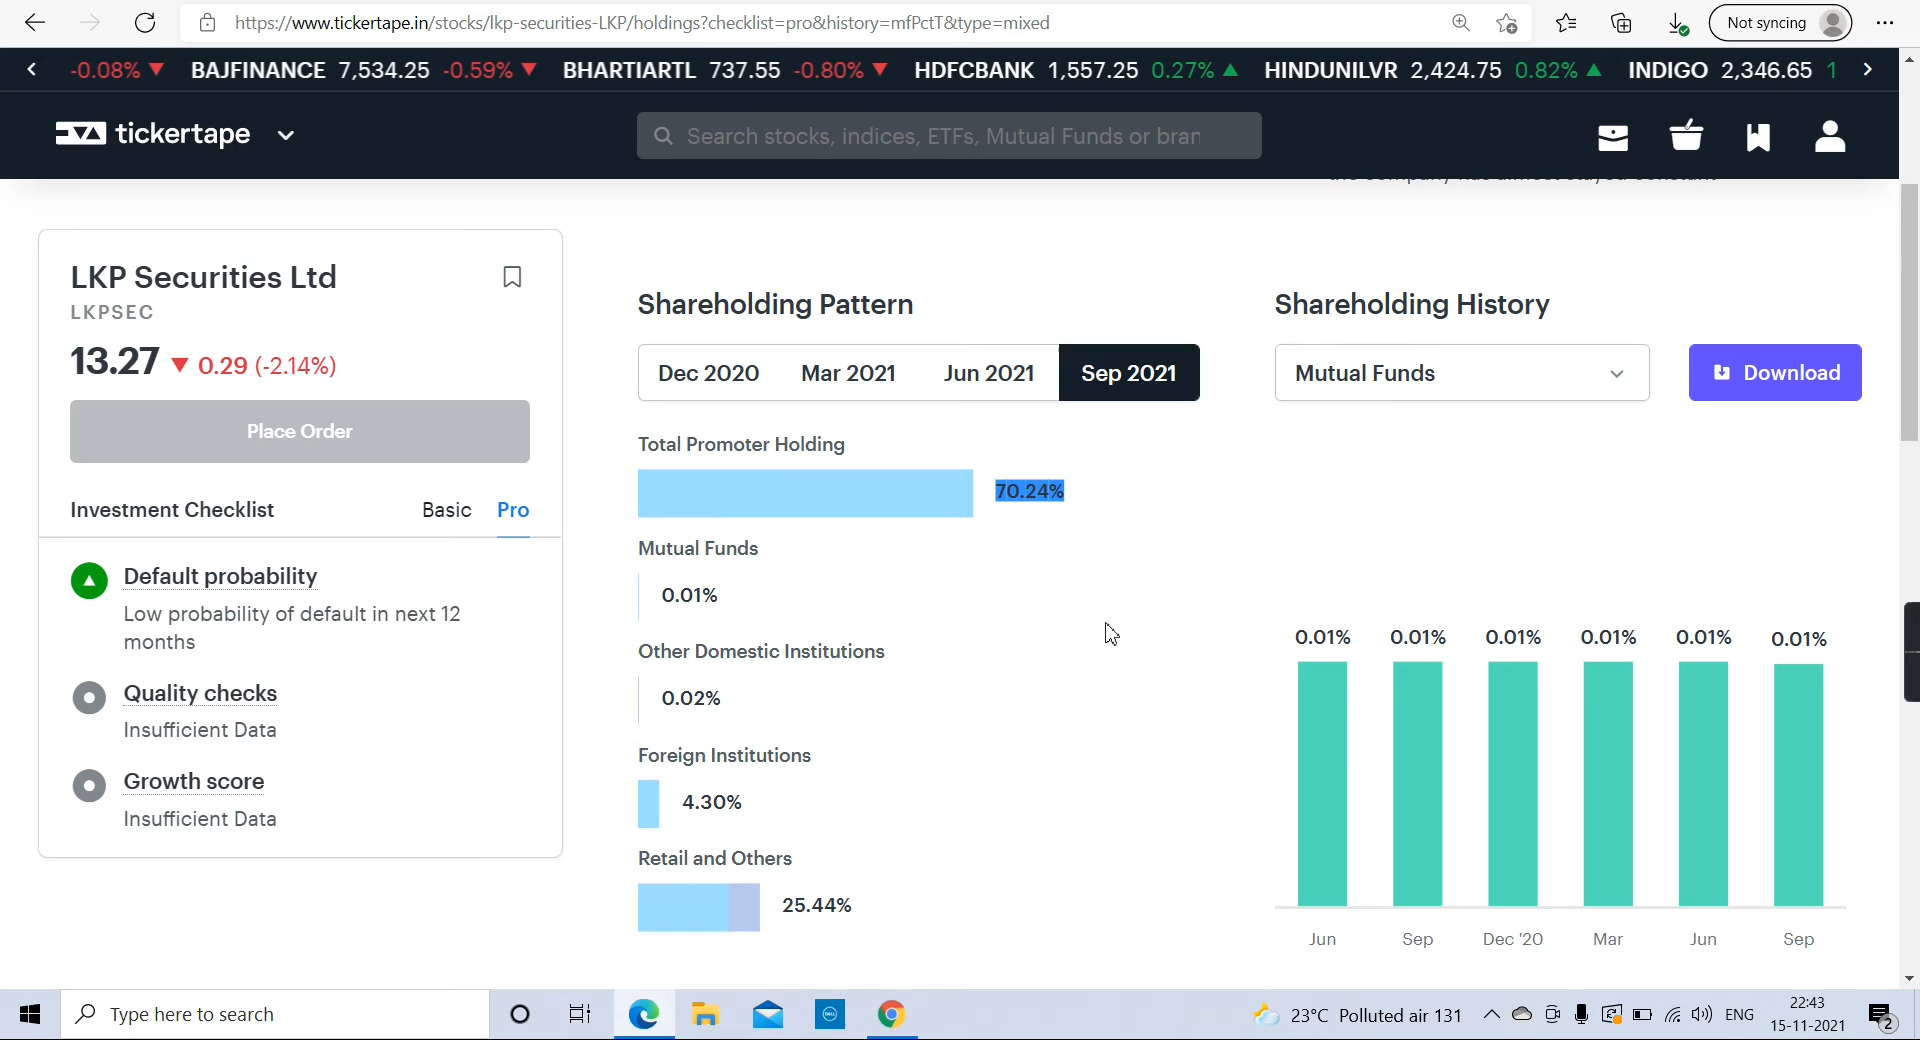 https://www.tickertape.in/stocks/lkp-securities-LKP/holdings?checklist=pro&history=mfPctT&type=mixed
Not syncing
-0.08% ▼ BAJFINANCE 7,534.25 -0.59% ▼ BHARTIARTL 737.55 -0.80% ▼ HDFCBANK 1,557.25 0.27% ▲ HINDUNILVR 2,424.75 0.82% ▲ INDIGO 2,346.65 1
tickertape
Search stocks, indices, ETFs, Mutual Funds or bran
the company has almost stayed constant
LKP Securities Ltd
LKPSEC
13.27 ▼ 0.29 (-2.14%)
Place Order
Investment Checklist Basic Pro
Default probability
Low probability of default in next 12
months
Quality checks
Insufficient Data
Growth score
Insufficient Data
Shareholding Pattern
Dec 2020 Mar 2021 Jun 2021 Sep 2021
Total Promoter Holding
70.24%
Mutual Funds
0.01%
Other Domestic Institutions
0.02%
Foreign Institutions
4.30%
Retail and Others
25.44%
Shareholding History
Mutual Funds
Download
0.01% 0.01% 0.01% 0.01% 0.01% 0.01%
Jun Sep Dec '20 Mar Jun Sep
Type here to search
DELL
23°C Polluted air 131
ENG
22:43
15-11-2021
2